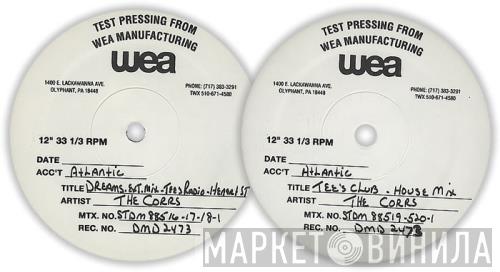 TEST PRESSING FROM
WEA MANUFACTURING
wea
1400 E. LACKAWANNA AVE.
OLYPHANT, PA 18448
PHONE: (717) 383-3291
TWX 510-671-4580
12" 33 1/3 RPM
DATE
ACC'T Atlantic
TITLE DREAMS. Ext. Mix - TEES RADIO -
ARTIST THE CORRS
MTX. NO. STDM 88516-17-18-1
REC. NO. DMD 2473
TEST PRESSING FROM
WEA MANUFACTURING
wea
1400 E. LACKAWANNA AVE.
OLYPHANT, PA 18448
PHONE: (717) 383-3291
TWX 510-671-4580
12" 33 1/3 RPM
DATE
ACC'T Atlantic
TITLE TEE'S CLUB - HOUSE Mix
ARTIST THE CORRS
MTX. NO. STDM 88519-520-1
REC. NO. DMD 2473
МАРКЕТ ВИНИЛА